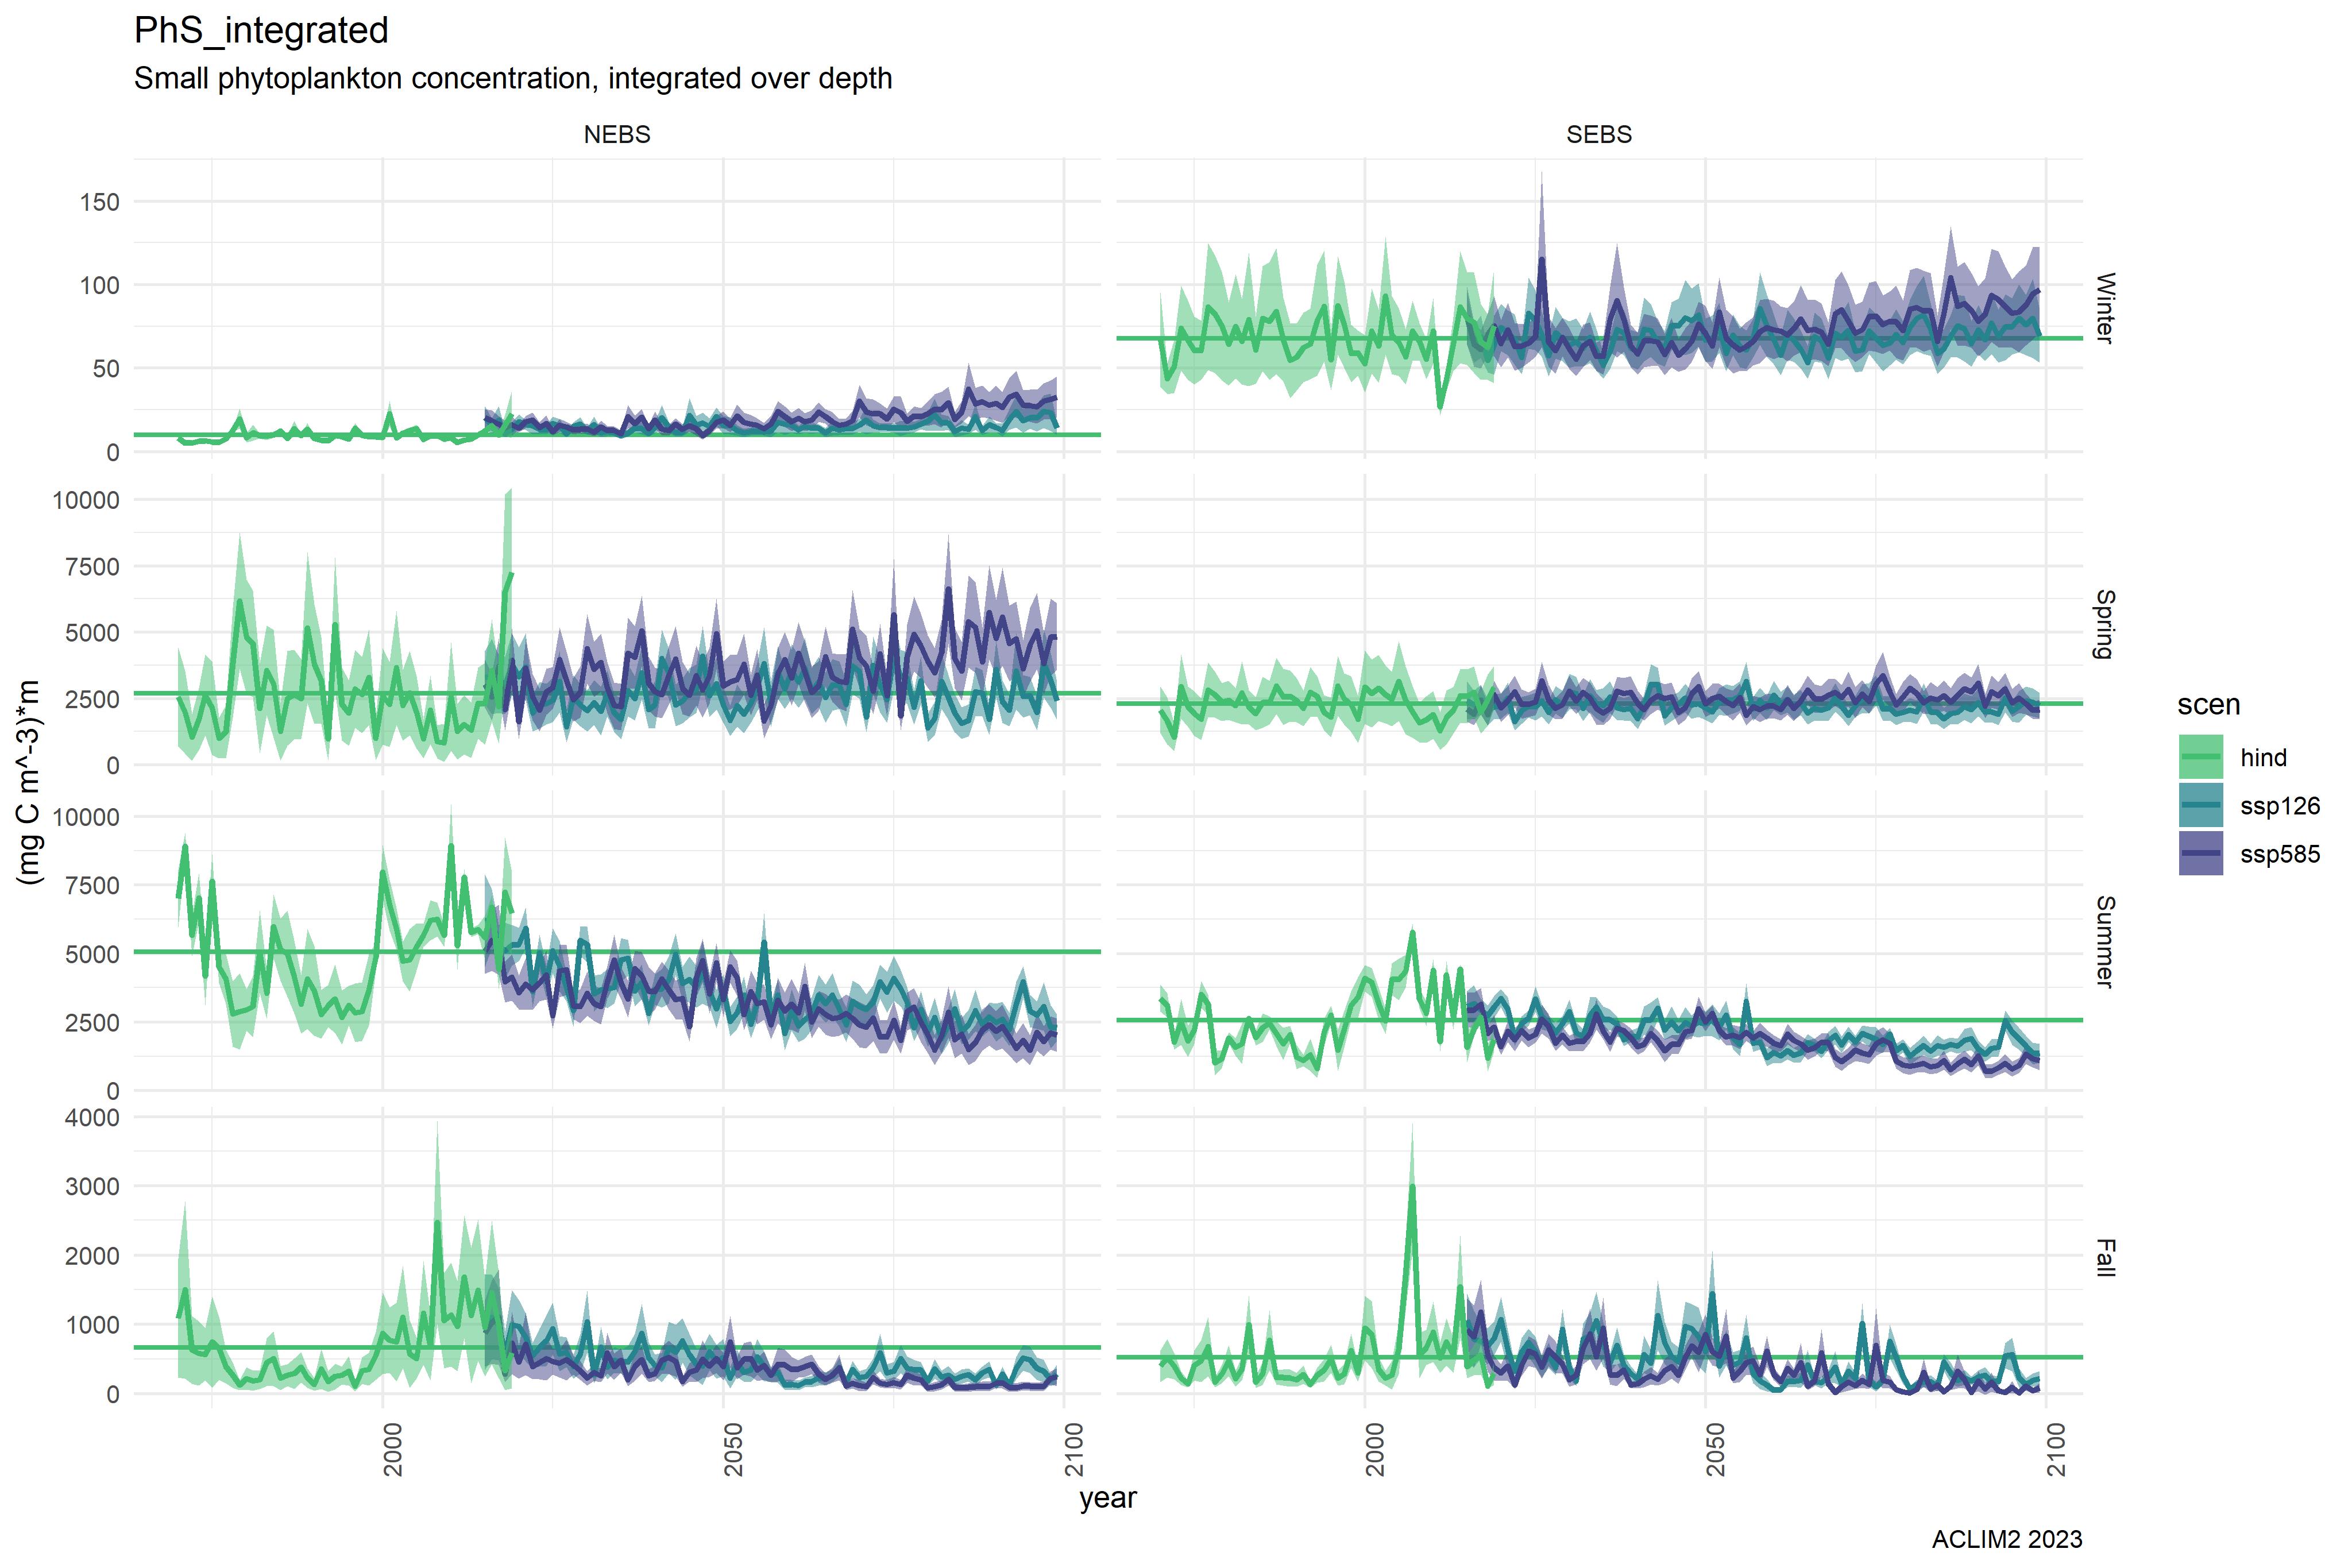 PhS_integrated
Small phytoplankton concentration, integrated over depth
NEBS
SEBS
150
100
50
0
Winter
10000
7500
5000
2500
0
Spring
10000
7500
5000
2500
0
Summer
4000
3000
2000
1000
0
Fall
(mg C m^-3)*m
2000
2050
2100
2000
2050
2100
year
scen
hind
ssp126
ssp585
ACLIM2 2023